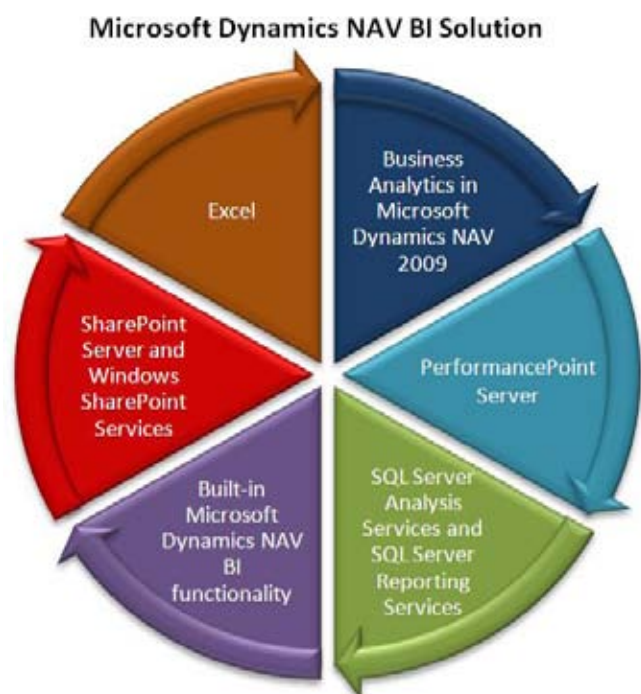 Microsoft Dynamics NAV BI Solution
Business
Analytics in
Microsoft
Dynamics NAV
2009
PerformancePoint
Server
SQL Server
Analysis
Services and
SQL Server
Reporting
Services
Built-in
Microsoft
Dynamics NAV
BI
functionality
SharePoint
Server and
Windows
SharePoint
Services
Excel